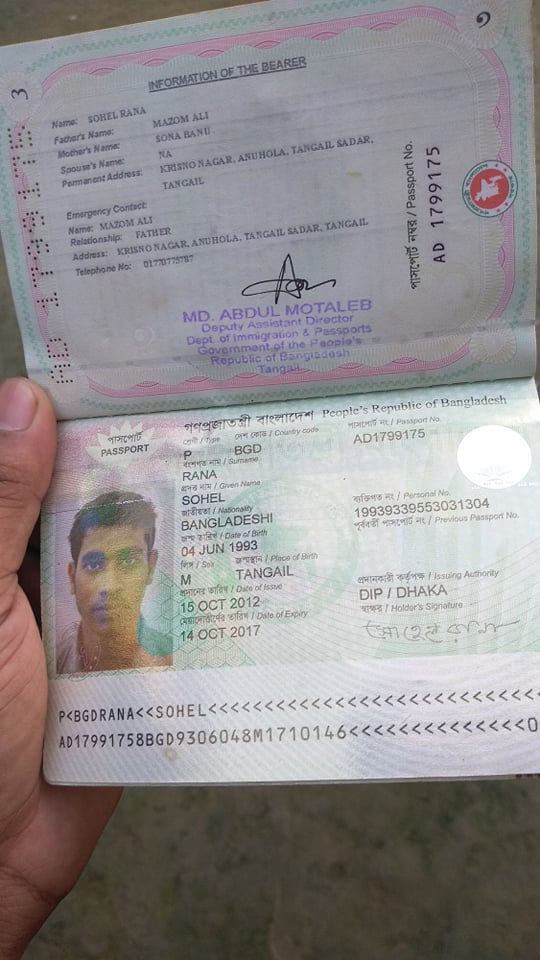 3
INFORMATION OF THE BEARER
Name: SOHEL RANA
Father's Name: MAZOM ALI
Mother's Name: SONA BANU
Spouse's Name: NA
Permanent Address: KRISNO NAGAR, ANUHOLA, TANGAIL SADAR,
TANGAIL
Emergency Contact:
Name: MAZOM ALI
Relationship: FATHER
Address: KRISNO NAGAR, ANUHOLA, TANGAIL SADAR, TANGAIL
Telephone No: 01770775787
পাসপোর্ট নম্বর / Passport No.
AD 1799175
MD. ABDUL MOTALEB
Deputy Assistant Director
Dept. of Immigration & Passports
Government of the People's
Republic of Bangladesh
Tangail
গণপ্রজাতন্ত্রী বাংলাদেশ People's Republic of Bangladesh
পাসপোর্ট
PASSPORT
শ্রেণী / Type দেশ কোড / Country code পাসপোর্ট নং / Passport No.
P BGD AD1799175
বংশগত নাম / Surname
RANA
প্রদত্ত নাম / Given Name
SOHEL
জাতীয়তা / Nationality ব্যক্তিগত নং / Personal No.
BANGLADESHI 19939339553031304
জন্ম তারিখ / Date of Birth পূর্ববর্তী পাসপোর্ট নং / Previous Passport No.
04 JUN 1993
লিঙ্গ / Sex জন্মস্থান / Place of Birth
M TANGAIL
প্রদানের তারিখ / Date of Issue প্রদানকারী কর্তৃপক্ষ / Issuing Authority
15 OCT 2012 DIP / DHAKA
মেয়াদোত্তীর্ণের তারিখ / Date of Expiry স্বাক্ষর / Holder's Signature
14 OCT 2017 সোহেল রানা
P<BGDRANA<<SOHEL<<<<<<<<<<<<<<<<<<<<<<<<<<<<
AD17991758BGD9306048M1710146<<<<<<<<<<<<<<0